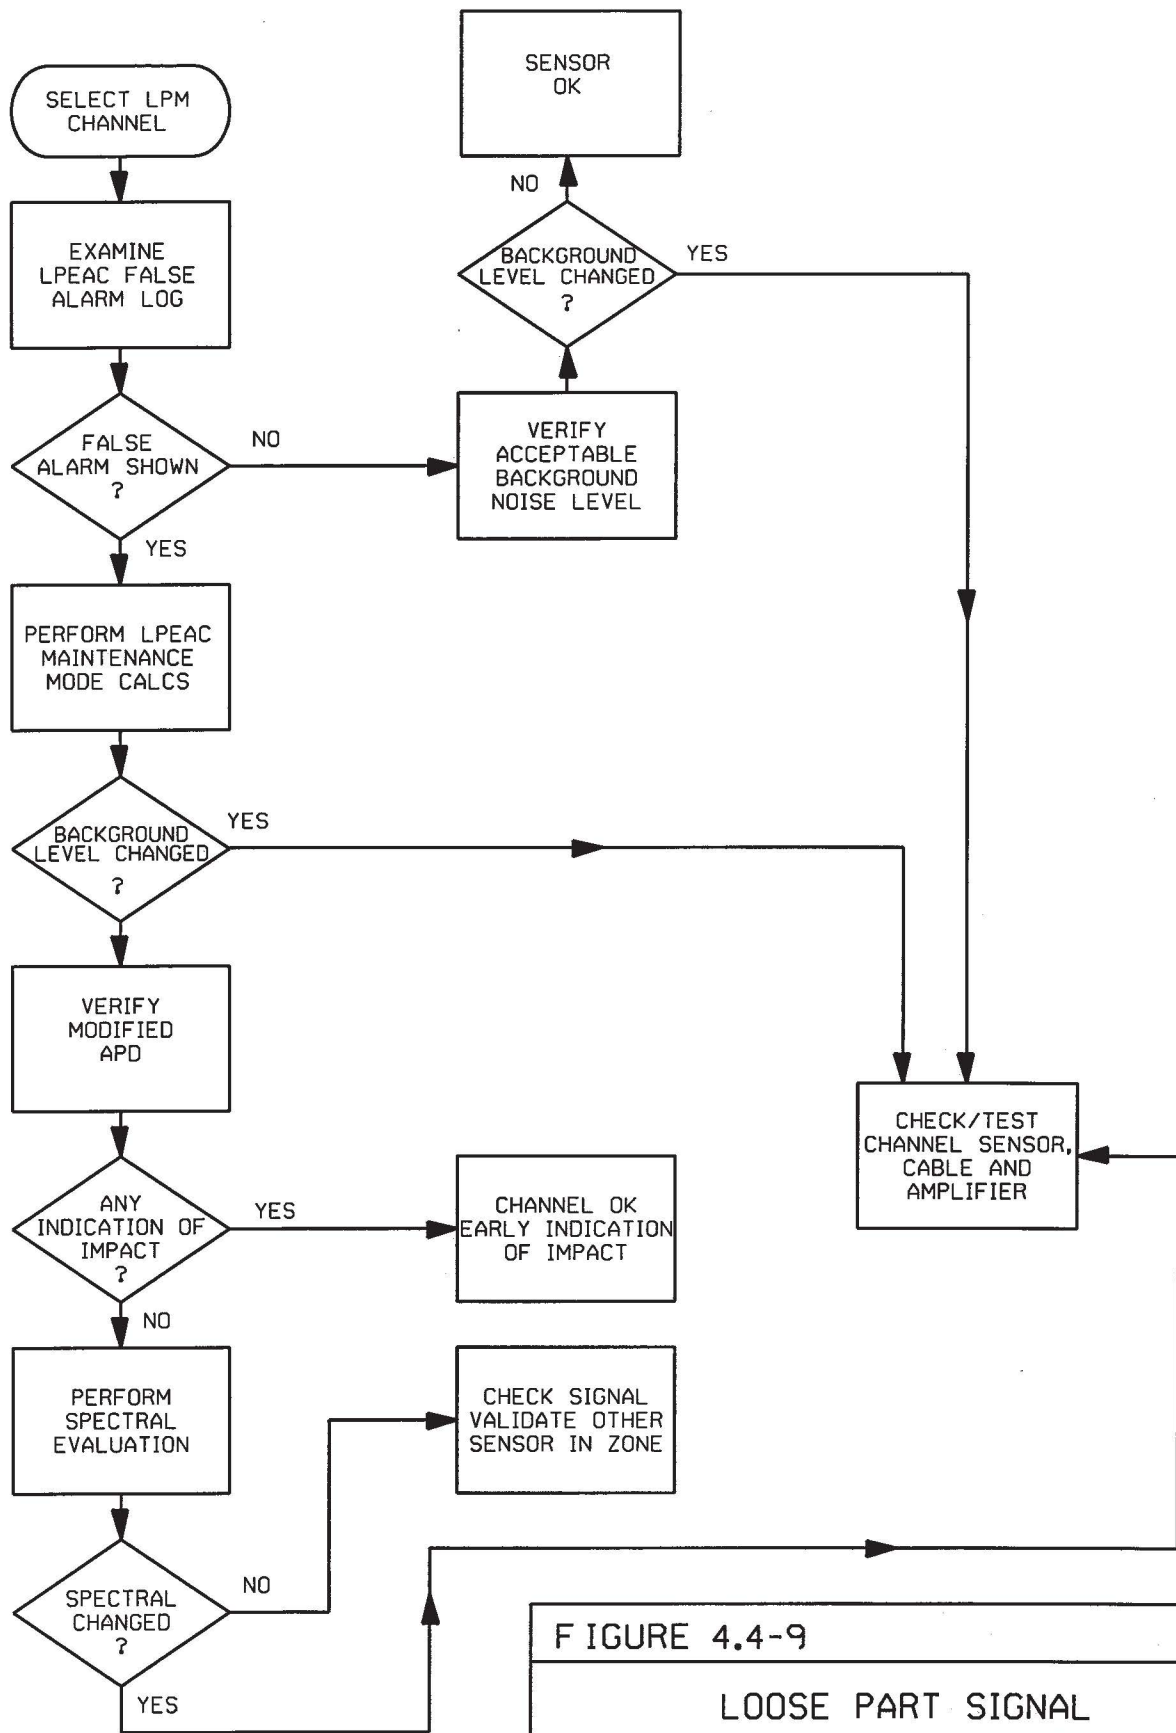 SELECT LPM
CHANNEL
EXAMINE
LPEAC FALSE
ALARM LOG
FALSE
ALARM SHOWN
?
NO
YES
VERIFY
ACCEPTABLE
BACKGROUND
NOISE LEVEL
BACKGROUND
LEVEL CHANGED
?
NO
YES
SENSOR
OK
PERFORM LPEAC
MAINTENANCE
MODE CALCS
BACKGROUND
LEVEL CHANGED
?
YES
VERIFY
MODIFIED
APD
CHECK/TEST
CHANNEL SENSOR,
CABLE AND
AMPLIFIER
ANY
INDICATION OF
IMPACT
?
YES
NO
CHANNEL OK
EARLY INDICATION
OF IMPACT
PERFORM
SPECTRAL
EVALUATION
CHECK SIGNAL
VALIDATE OTHER
SENSOR IN ZONE
SPECTRAL
CHANGED
?
NO
YES
FIGURE 4.4-9
LOOSE PART SIGNAL